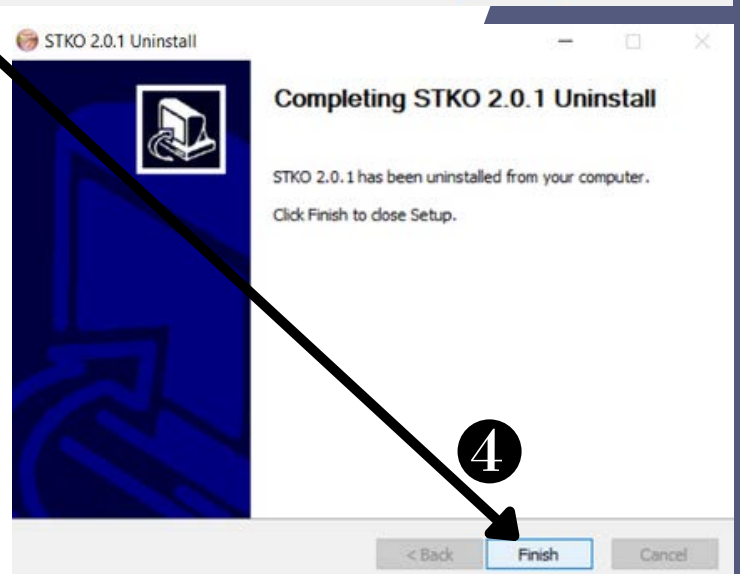 STKO 2.0.1 Uninstall
Completing STKO 2.0.1 Uninstall
STKO 2.0.1 has been uninstalled from your computer.
Click Finish to close Setup.
4
< Back Finish Cancel